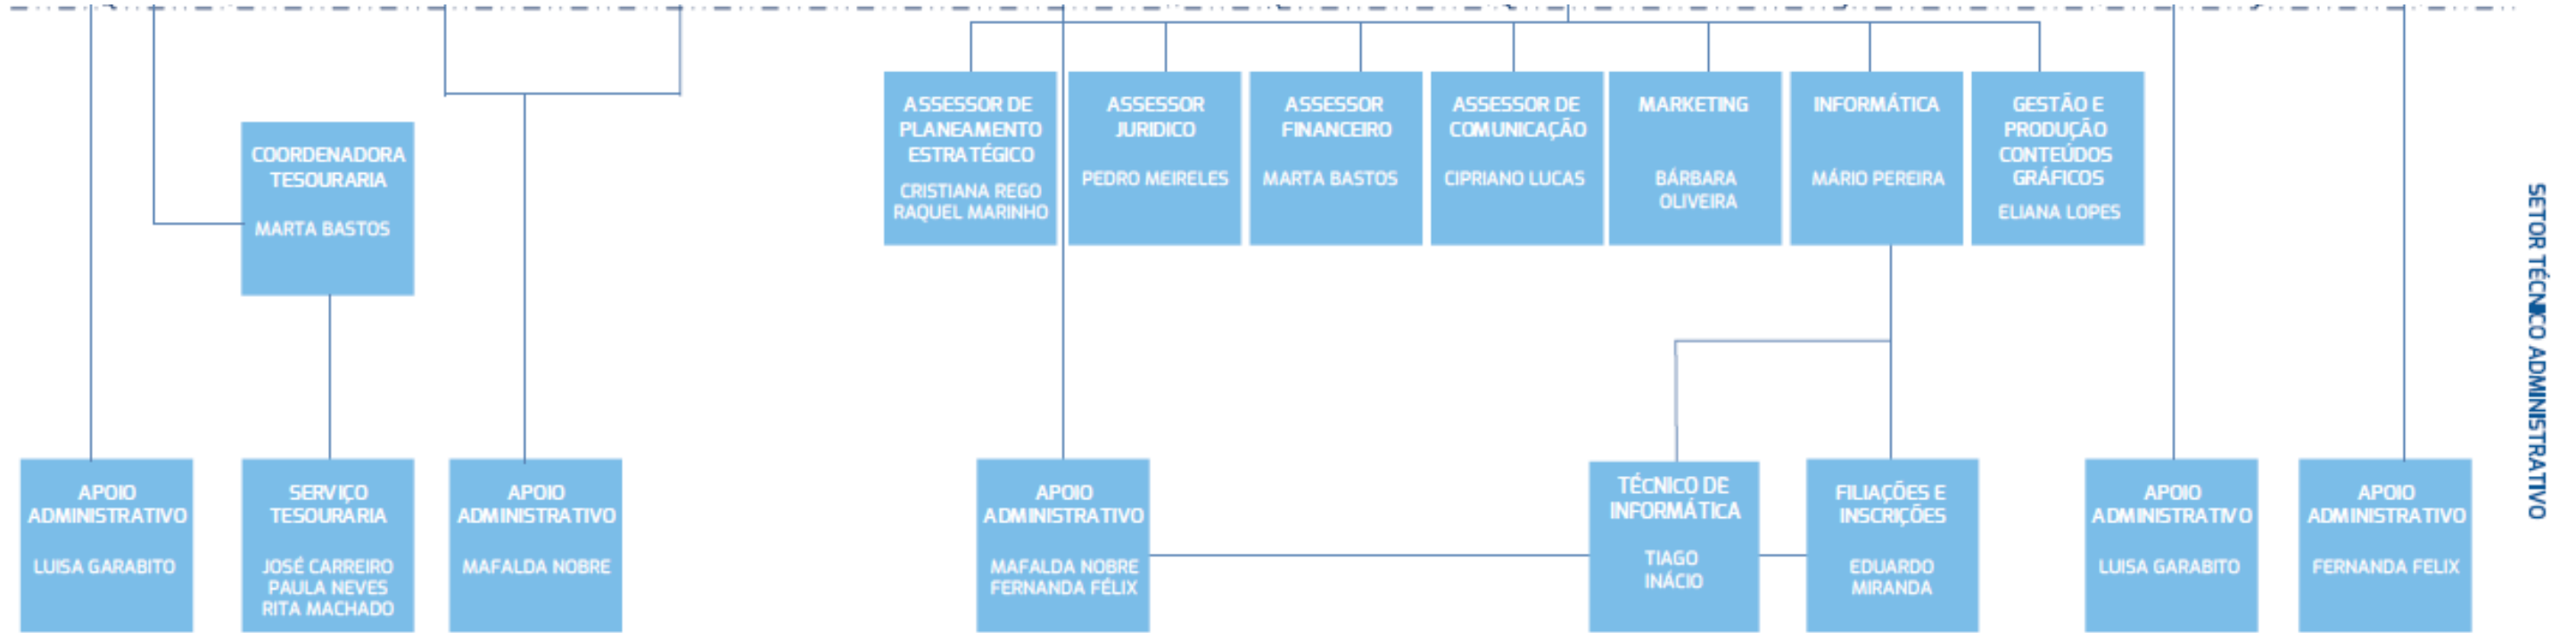 COORDENADORA
TESOURARIA
MARTA BASTOS
ASSESSOR DE
PLANEAMENTO
ESTRATÉGICO
CRISTIANA REGO
RAQUEL MARINHO
ASSESSOR
JURIDICO
PEDRO MEIRELES
ASSESSOR
FINANCEIRO
MARTA BASTOS
ASSESSOR DE
COMUNICAÇÃO
CIPRIANO LUCAS
MARKETING
BÁRBARA
OLIVEIRA
INFORMÁTICA
MÁRIO PEREIRA
GESTÃO E
PRODUÇÃO
CONTEÚDOS
GRÁFICOS
ELIANA LOPES
SETOR TÉCNICO ADMINISTRATIVO
APOIO
ADMINISTRATIVO
LUISA GARABITO
SERVIÇO
TESOURARIA
JOSÉ CARREIRO
PAULA NEVES
RITA MACHADO
APOIO
ADMINISTRATIVO
MAFALDA NOBRE
APOIO
ADMINISTRATIVO
MAFALDA NOBRE
FERNANDA FÉLIX
TÉCNICO DE
INFORMÁTICA
TIAGO
INÁCIO
FILIAÇÕES E
INSCRIÇÕES
EDUARDO
MIRANDA
APOIO
ADMINISTRATIVO
LUISA GARABITO
APOIO
ADMINISTRATIVO
FERNANDA FELIX